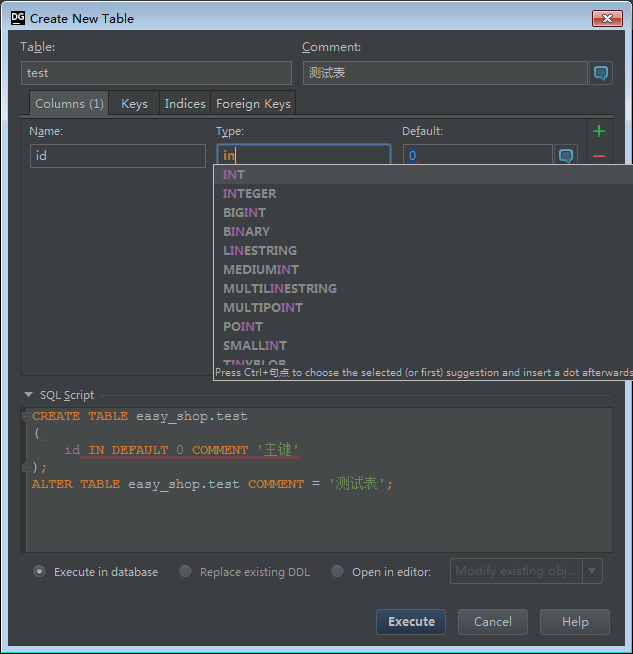 DG Create New Table
Table:
Comment:
test
测试表
Columns (1)
Keys
Indices
Foreign Keys
Name:
Type:
Default:
id
in
0
INT
INTEGER
BIGINT
BINARY
LINESTRING
MEDIUMINT
MULTILINESTRING
MULTIPOINT
POINT
SMALLINT
TINYBLOB
Press Ctrl+句点 to choose the selected (or first) suggestion and insert a dot afterwards
SQL Script
CREATE TABLE easy_shop.test
(
id IN DEFAULT 0 COMMENT '主键'
);
ALTER TABLE easy_shop.test COMMENT = '测试表';
Execute in database
Replace existing DDL
Open in editor:
Modify existing obj...
Execute
Cancel
Help